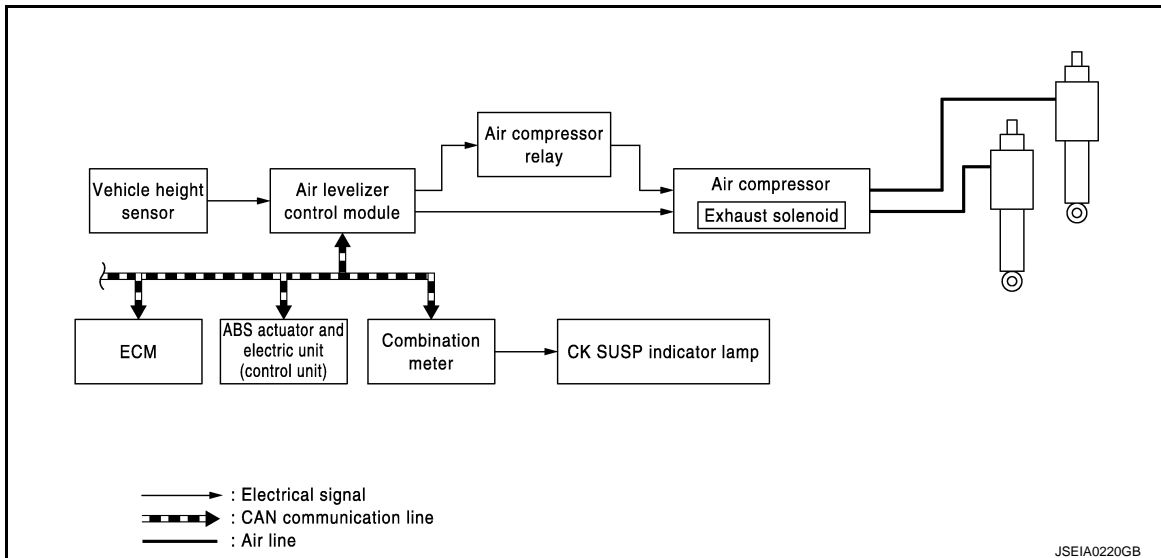 Air compressor
relay
Vehicle height
sensor
Air levelizer
control module
Air compressor
Exhaust solenoid
ECM
ABS actuator and
electric unit
(control unit)
Combination
meter
CK SUSP indicator lamp
: Electrical signal
: CAN communication line
: Air line
JSEIA0220GB